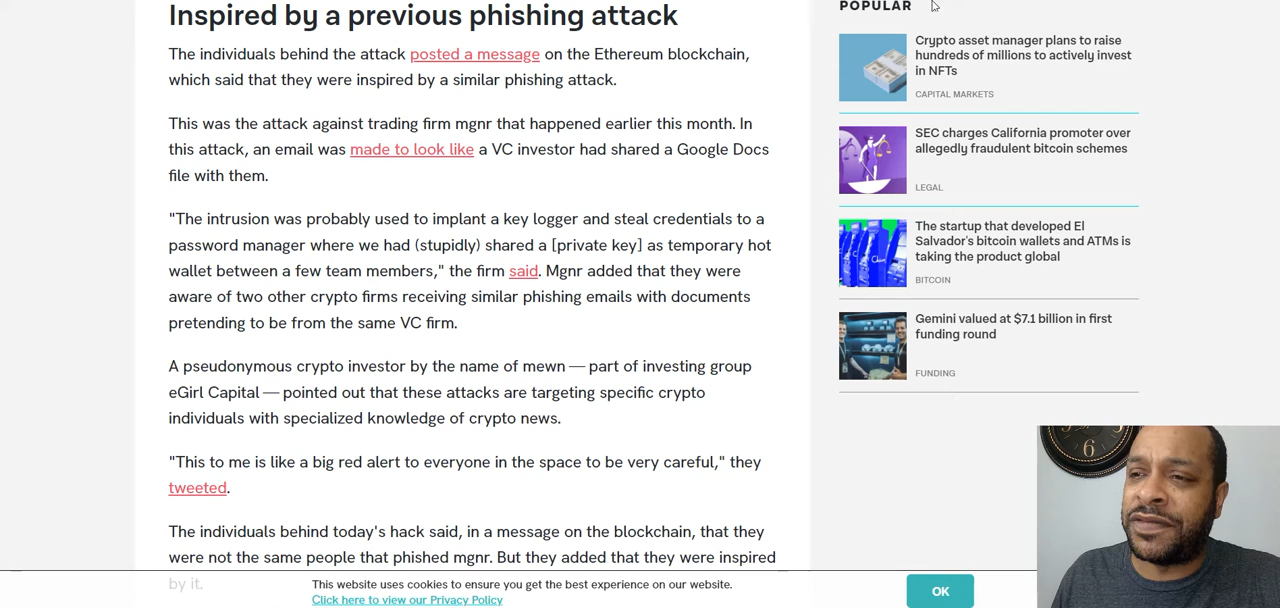 Inspired by a previous phishing attack
The individuals behind the attack posted a message on the Ethereum blockchain,
which said that they were inspired by a similar phishing attack.
This was the attack against trading firm mgnr that happened earlier this month. In
this attack, an email was made to look like a VC investor had shared a Google Docs
file with them.
"The intrusion was probably used to implant a key logger and steal credentials to a
password manager where we had (stupidly) shared a [private key] as temporary hot
wallet between a few team members," the firm said. Mgnr added that they were
aware of two other crypto firms receiving similar phishing emails with documents
pretending to be from the same VC firm.
A pseudonymous crypto investor by the name of mewn — part of investing group
eGirl Capital — pointed out that these attacks are targeting specific crypto
individuals with specialized knowledge of crypto news.
"This to me is like a big red alert to everyone in the space to be very careful," they
tweeted.
The individuals behind today's hack said, in a message on the blockchain, that they
were not the same people that phished mgnr. But they added that they were inspired
by it.
POPULAR
Crypto asset manager plans to raise
hundreds of millions to actively invest
in NFTs
CAPITAL MARKETS
SEC charges California promoter over
allegedly fraudulent bitcoin schemes
LEGAL
The startup that developed El
Salvador's bitcoin wallets and ATMs is
taking the product global
BITCOIN
Gemini valued at $7.1 billion in first
funding round
FUNDING
6
This website uses cookies to ensure you get the best experience on our website.
Click here to view our Privacy Policy
OK